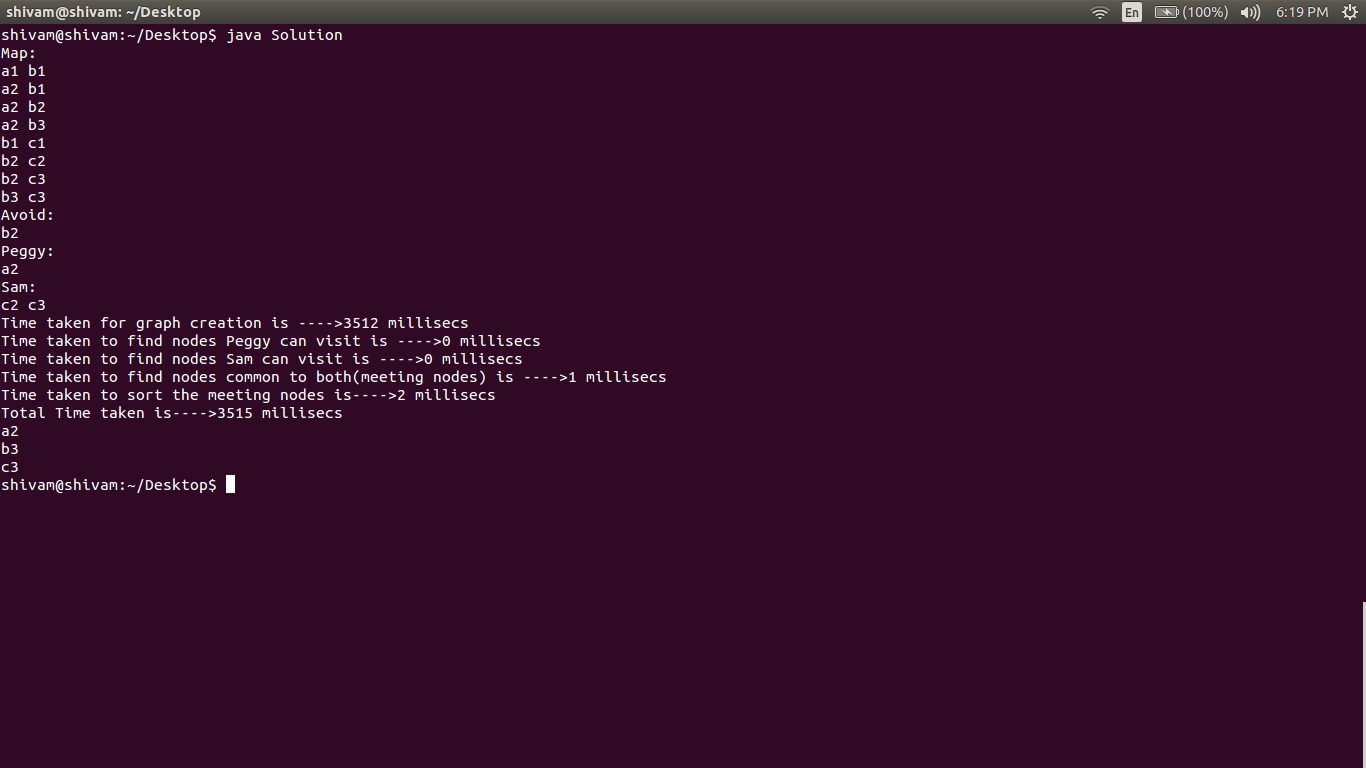 shivam@shivam: ~/Desktop En (100%) 6:19 PM
shivam@shivam:~/Desktop$ java Solution
Map:
a1 b1
a2 b1
a2 b2
a2 b3
b1 c1
b2 c2
b2 c3
b3 c3
Avoid:
b2
Peggy:
a2
Sam:
c2 c3
Time taken for graph creation is ---->3512 millisecs
Time taken to find nodes Peggy can visit is ---->0 millisecs
Time taken to find nodes Sam can visit is ---->0 millisecs
Time taken to find nodes common to both(meeting nodes) is ---->1 millisecs
Time taken to sort the meeting nodes is---->2 millisecs
Total Time taken is---->3515 millisecs
a2
b3
c3
shivam@shivam:~/Desktop$